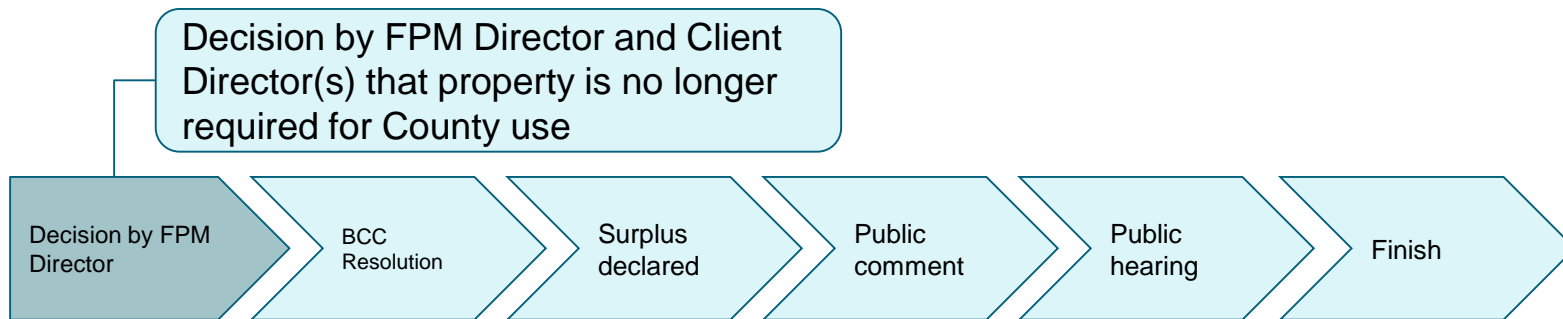 Decision by FPM Director and Client
Director(s) that property is no longer
required for County use
Decision by FPM
Director
BCC
Resolution
Surplus
declared
Public
comment
Public
hearing
Finish